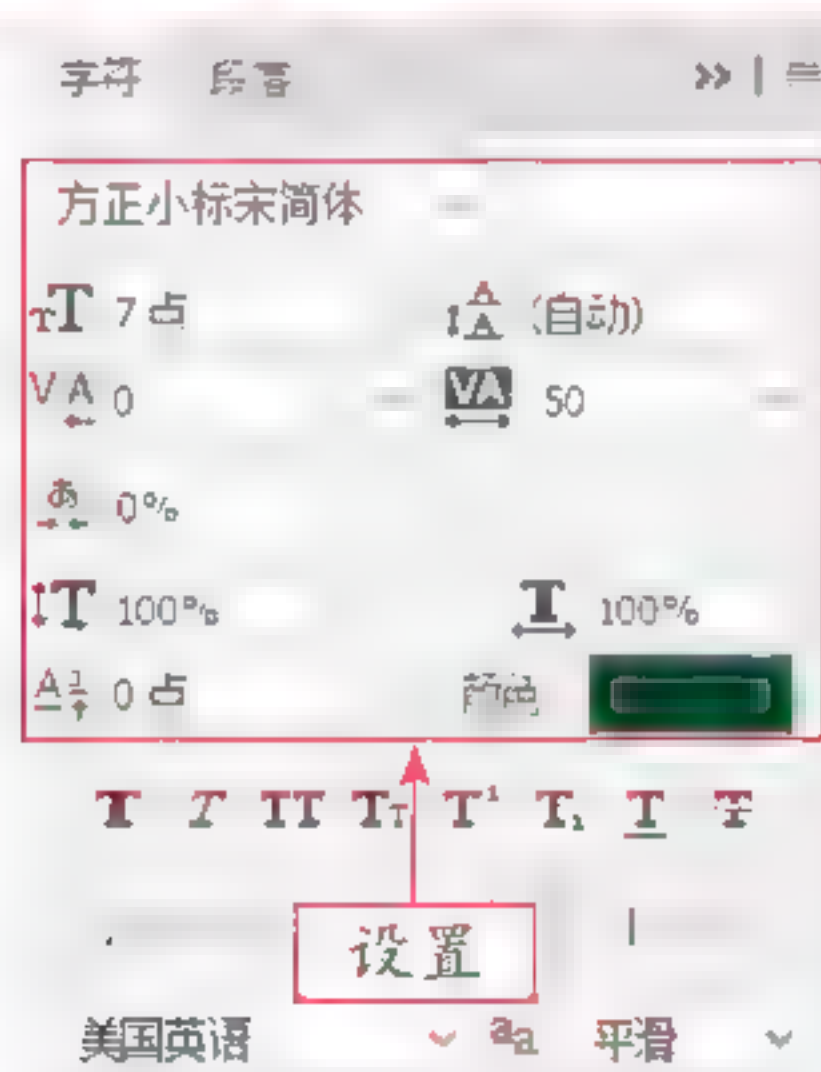 字符 段落
方正小标宋简体
7 点 (自动)
0 50
0%
100% 100%
0 点 颜色
设置
美国英语 aa 平滑